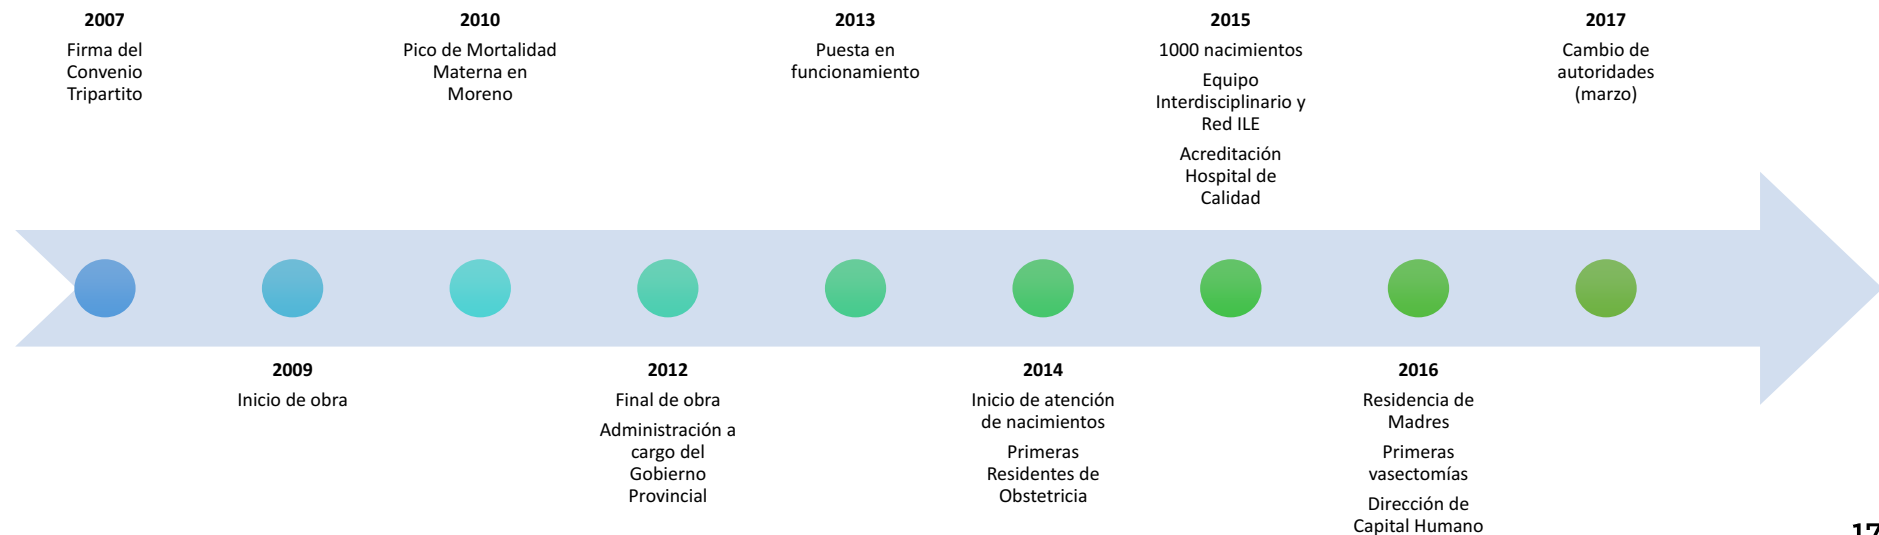 2007
Firma del
Convenio
Tripartito
2010
Pico de Mortalidad
Materna en
Moreno
2013
Puesta en
funcionamiento
2015
1000 nacimientos
Equipo
Interdisciplinario y
Red ILE
Acreditación
Hospital de
Calidad
2017
Cambio de
autoridades
(marzo)
2009
Inicio de obra
2012
Final de obra
Administración a
cargo del
Gobierno
Provincial
2014
Inicio de atención
de nacimientos
Primeras
Residentes de
Obstetricia
2016
Residencia de
Madres
Primeras
vasectomías
Dirección de
Capital Humano
17